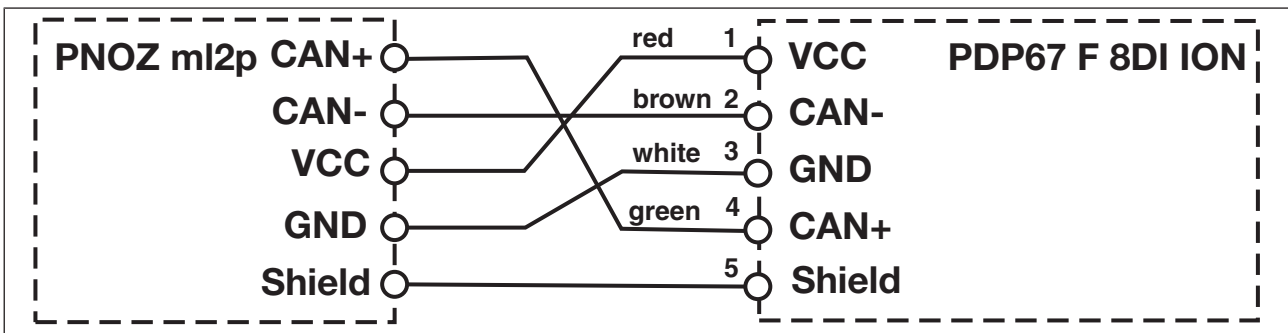 PNOZ ml2p CAN+ red 1 VCC PDP67 F 8DI ION
CAN- brown 2 CAN-
VCC white 3 GND
GND green 4 CAN+
Shield 5 Shield